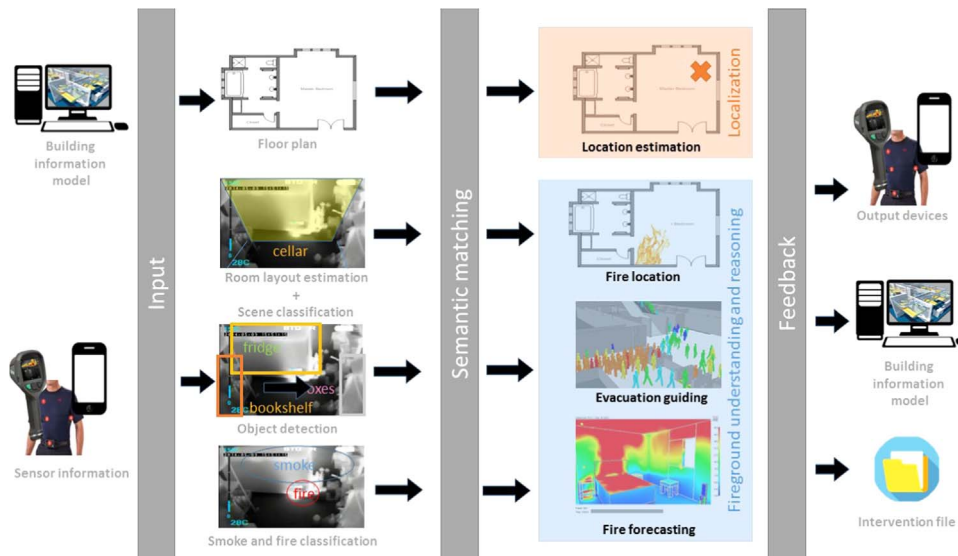 Building
information
model
Sensor information
Input
Floor plan
cellar
Room layout estimation
+
Scene classification
fridge
oxes
bookshelf
Object detection
smoke
fire
Smoke and fire classification
Semantic matching
Location estimation
Localization
Fire location
Evacuation guiding
Fire forecasting
Fireground understanding and reasoning
Feedback
Output devices
Building
information
model
Intervention file